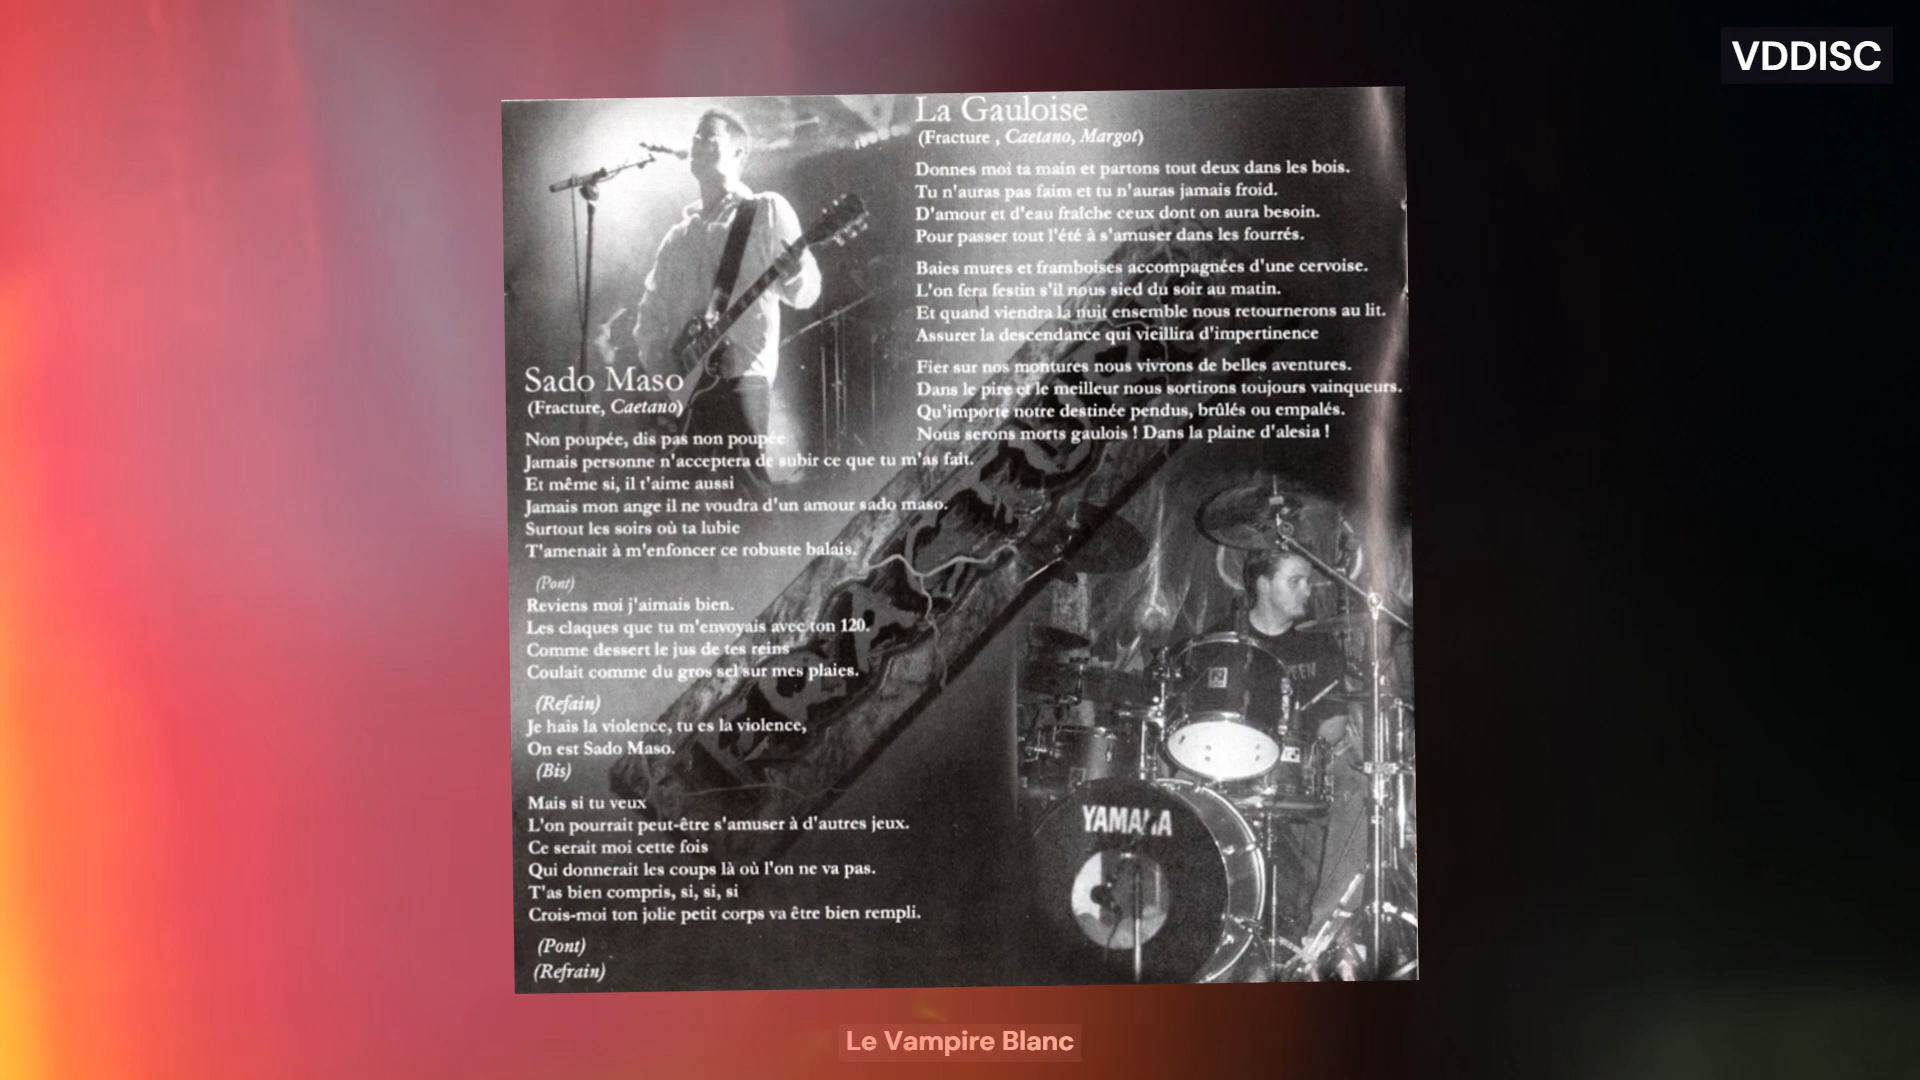 VDDISC
La Gauloise
(Fracture , Caetano, Margot)
Donnes moi ta main et partons tout deux dans les bois.
Tu n'auras pas faim et tu n'auras jamais froid.
D'amour et d'eau fraîche ceux dont on aura besoin.
Pour passer tout l'été à s'amuser dans les fourrés.
Baies mures et framboises accompagnées d'une cervoise.
L'on fera festin s'il nous sied du soir au matin.
Et quand viendra la nuit ensemble nous retournerons au lit.
Assurer la descendance qui vieillira d'impertinence
Fier sur nos montures nous vivrons de belles aventures.
Dans le pire et le meilleur nous sortirons toujours vainqueurs.
Qu'importe notre destinée pendus, brûlés ou empalés.
Nous serons morts gaulois ! Dans la plaine d'alesia !
Sado Maso
(Fracture, Caetano)
Non poupée, dis pas non poupée
Jamais personne n'acceptera de subir ce que tu m'as fait.
Et même si, il t'aime aussi
Jamais mon ange il ne voudra d'un amour sado maso.
Surtout les soirs où ta lubie
T'amenait à m'enfoncer ce robuste balais.
(Pont)
Reviens moi j'aimais bien.
Les claques que tu m'envoyais avec ton 120.
Comme dessert le jus de tes reins
Coulait comme du gros sel sur mes plaies.
(Refain)
Je hais la violence, tu es la violence,
On est Sado Maso.
(Bis)
Mais si tu veux
L'on pourrait peut-être s'amuser à d'autres jeux.
Ce serait moi cette fois
Qui donnerait les coups là où l'on ne va pas.
T'as bien compris, si, si, si
Crois-moi ton jolie petit corps va être bien rempli.
(Pont)
(Refrain)
YAMAHA
Le Vampire Blanc